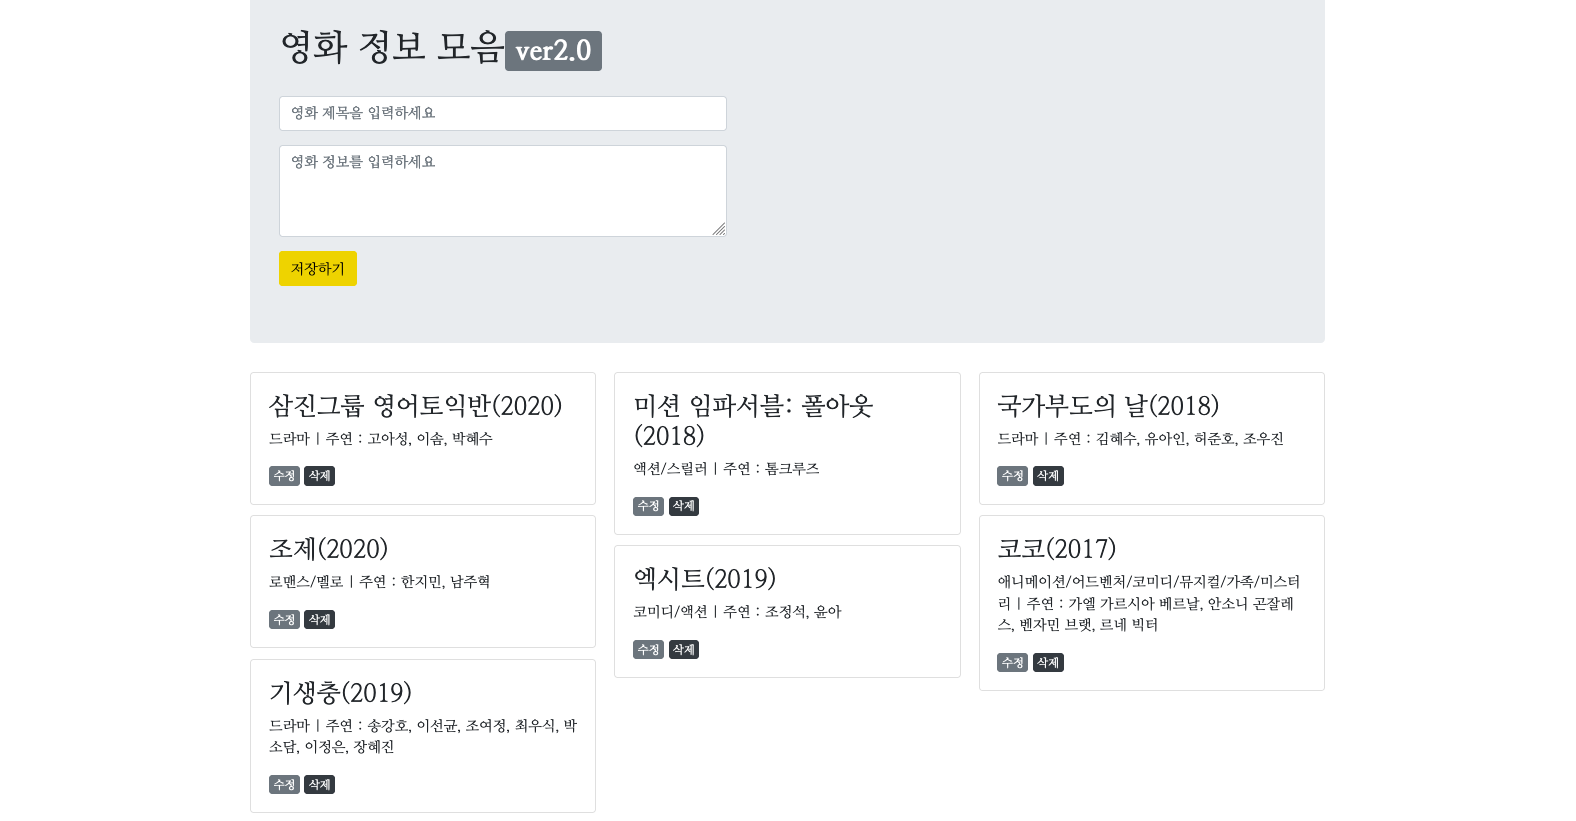 영화 정보 모음 ver2.0
영화 제목을 입력하세요
영화 정보를 입력하세요
저장하기
삼진그룹 영어토익반(2020)
드라마 | 주연 : 고아성, 이솜, 박혜수
수정 삭제
조제(2020)
로맨스/멜로 | 주연 : 한지민, 남주혁
수정 삭제
기생충(2019)
드라마 | 주연 : 송강호, 이선균, 조여정, 최우식, 박
소담, 이정은, 장혜진
수정 삭제
미션 임파서블: 폴아웃
(2018)
액션/스릴러 | 주연 : 톰크루즈
수정 삭제
엑시트(2019)
코미디/액션 | 주연 : 조정석, 윤아
수정 삭제
국가부도의 날(2018)
드라마 | 주연 : 김혜수, 유아인, 허준호, 조우진
수정 삭제
코코(2017)
애니메이션/어드벤처/코미디/뮤지컬/가족/미스터
리 | 주연 : 가엘 가르시아 베르날, 안소니 곤잘레
스, 벤자민 브랫, 르네 빅터
수정 삭제